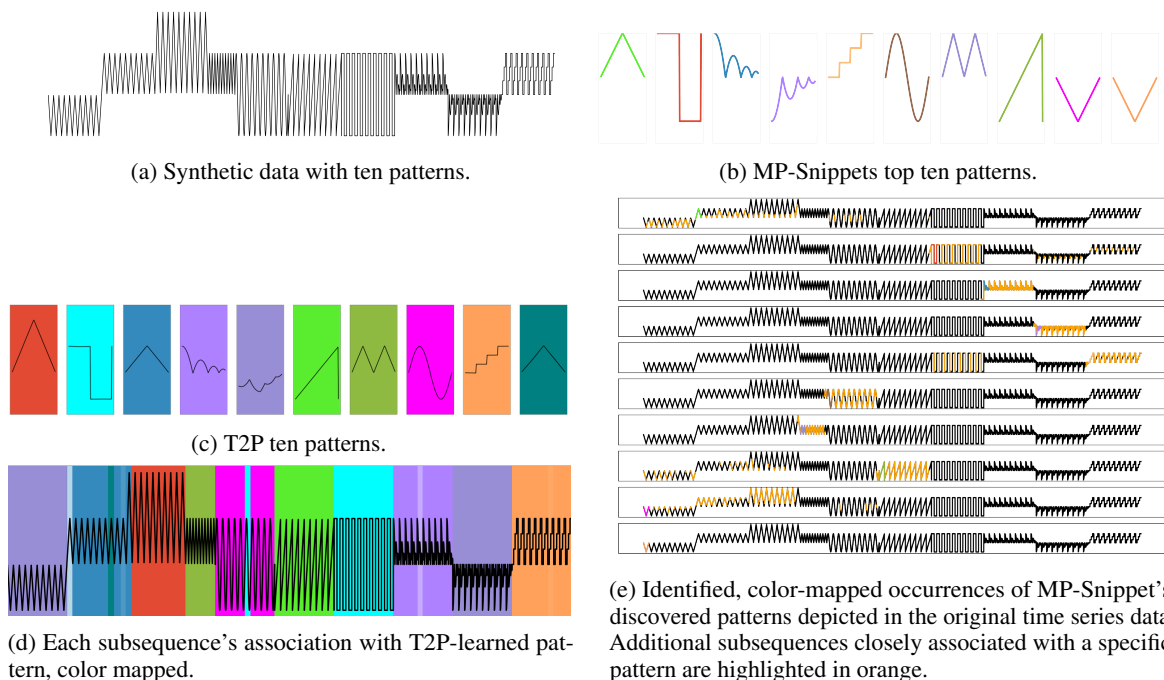 (a) Synthetic data with ten patterns.
(b) MP-Snippets top ten patterns.
(c) T2P ten patterns.
(d) Each subsequence's association with T2P-learned pat-
tern, color mapped.
(e) Identified, color-mapped occurrences of MP-Snippet's
discovered patterns depicted in the original time series data
Additional subsequences closely associated with a specific
pattern are highlighted in orange.